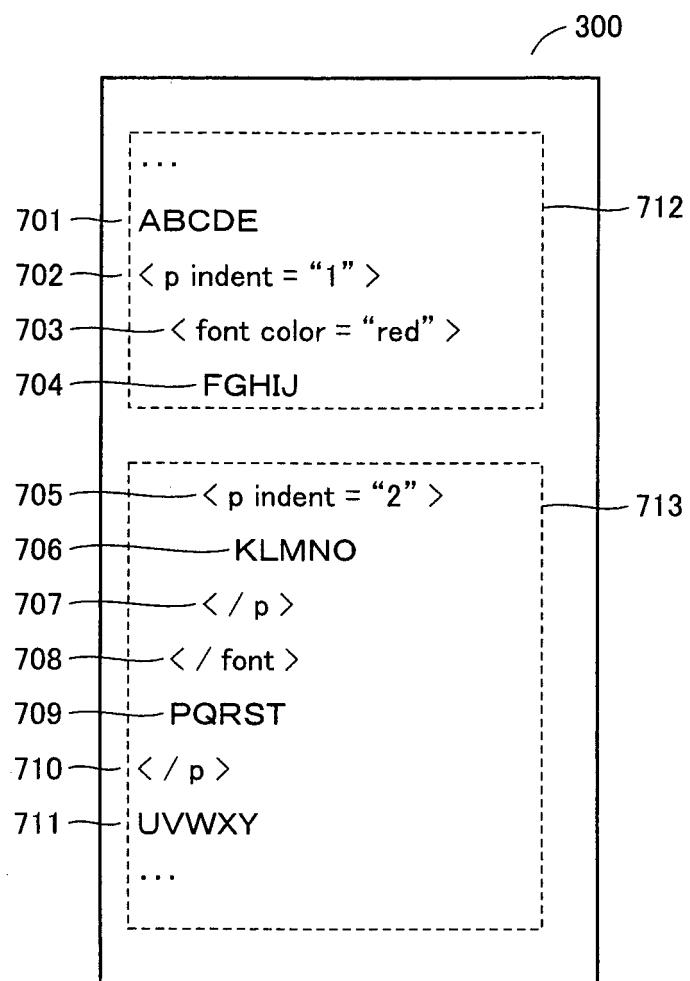 300
...
712
701 ABCDE
702 < p indent = “1” >
703 < font color = “red” >
704 FGHIJ
705 < p indent = “2” >
713
706 KLMNO
707 < / p >
708 < / font >
709 PQRST
710 < / p >
711 UVWXY
...